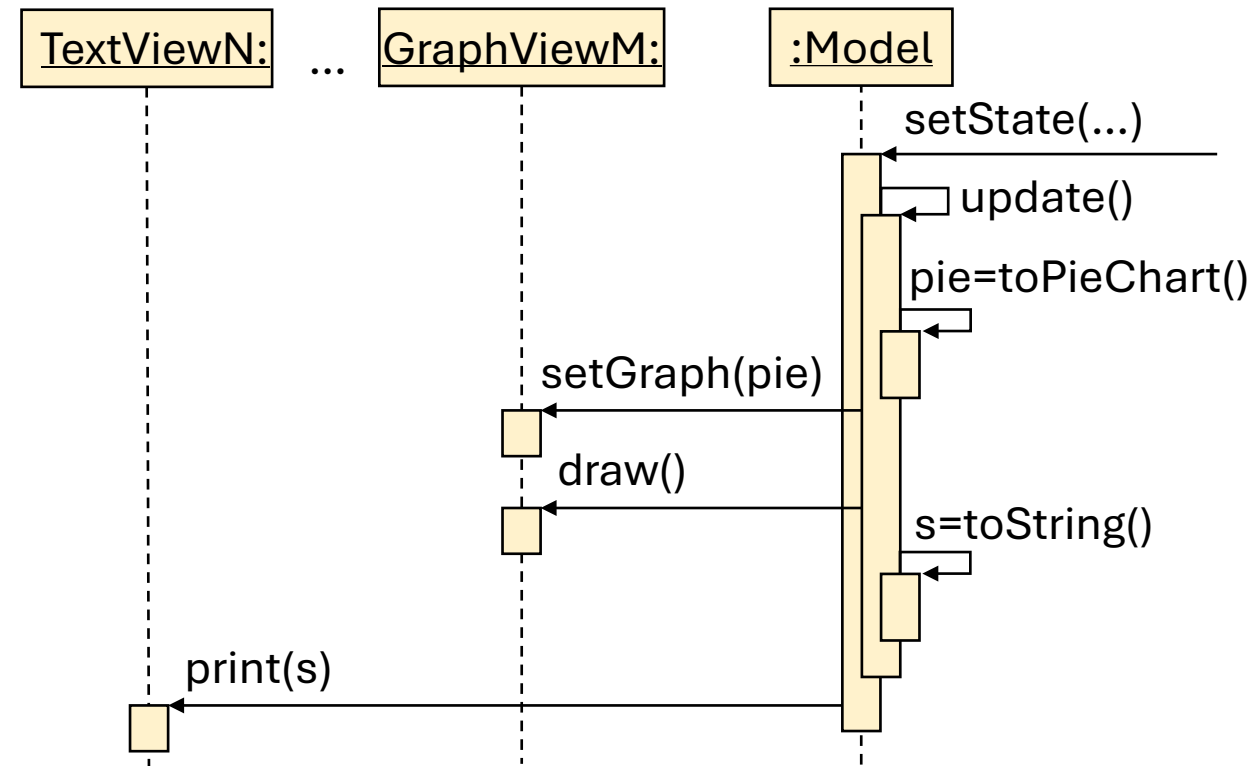 TextViewN:
...
GraphViewM:
:Model
setState(...)
update()
pie=toPieChart()
setGraph(pie)
draw()
s=toString()
print(s)